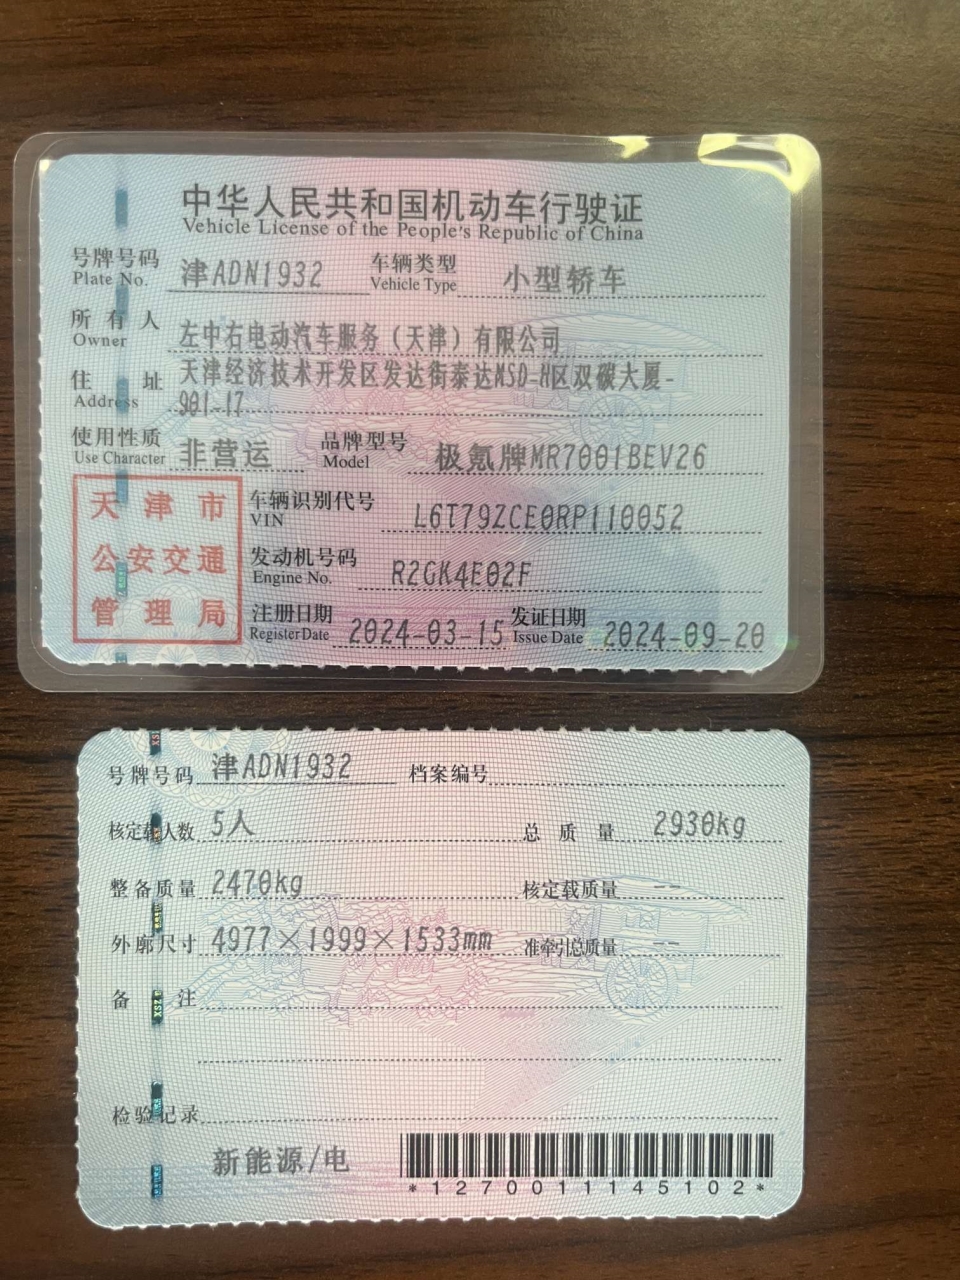 中华人民共和国机动车行驶证
Vehicle License of the People's Republic of China
号牌号码 津ADN1932 车辆类型 小型轿车
Plate No. Vehicle Type
所有人 左中右电动汽车服务（天津）有限公司
Owner
住址 天津经济技术开发区发达街泰达MSD-H区双碳大厦-
Address 901-17
使用性质 非营运 品牌型号 极氪牌MR7001BEV26
Use Character Model
天津市
公安交通
管理局
车辆识别代号 L6T79ZCE0RP110052
VIN
发动机号码 R2GK4E02F
Engine No.
注册日期 2024-03-15 发证日期 2024-09-20
Register Date Issue Date
号牌号码 津ADN1932 档案编号
核定载人数 5人 总质量 2930kg
整备质量 2470kg 核定载质量 --
外廓尺寸 4977×1999×1533mm 准牵引总质量 --
备注
检验记录
新能源/电
*1270011145102*